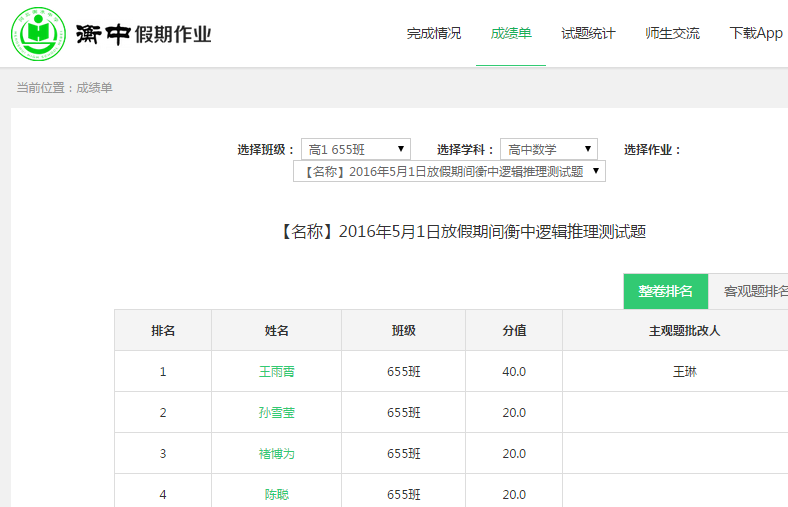 衡中假期作业
完成情况 成绩单 试题统计 师生交流 下载App
当前位置：成绩单
选择班级： 高1 655班 选择学科： 高中数学 选择作业：
【名称】2016年5月1日放假期间衡中逻辑推理测试题
【名称】2016年5月1日放假期间衡中逻辑推理测试题
整卷排名 客观题排名
排名 姓名 班级 分值 主观题批改人
1 王雨霄 655班 40.0 王琳
2 孙雪莹 655班 20.0
3 褚博为 655班 20.0
4 陈聪 655班 20.0